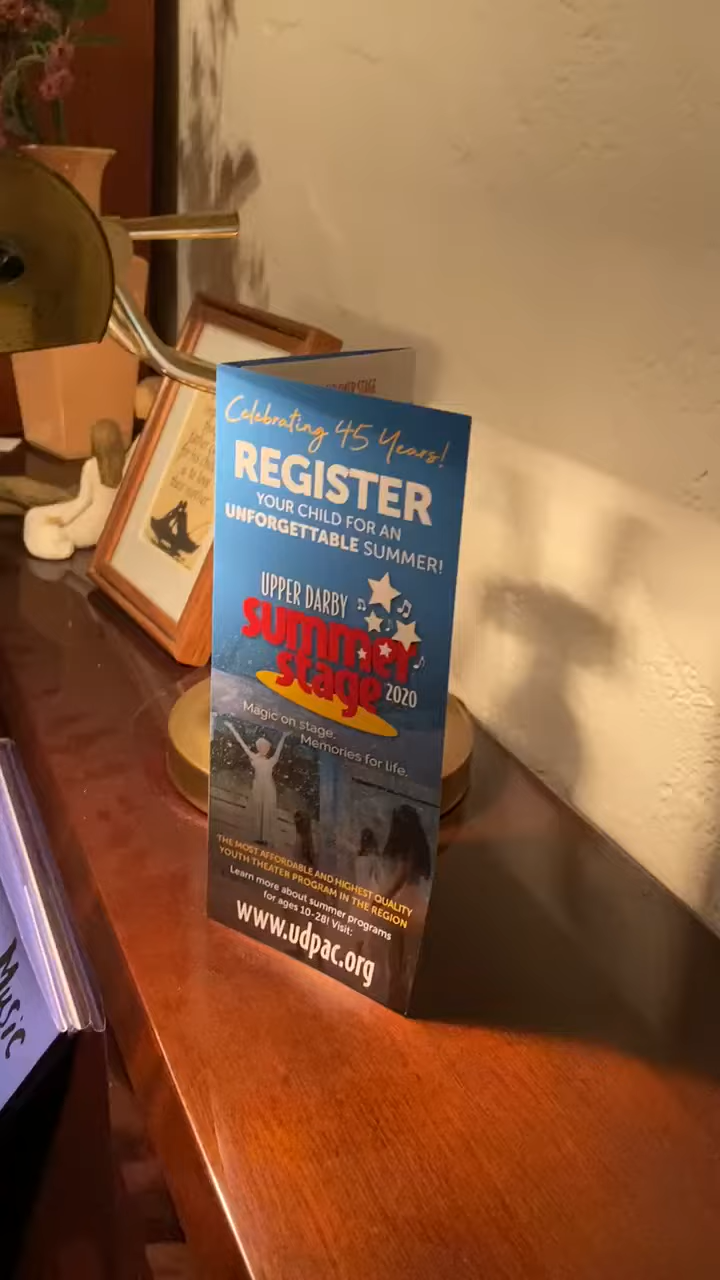 Celebrating 45 Years!
REGISTER
YOUR CHILD FOR AN
UNFORGETTABLE SUMMER!
UPPER DARBY
summer
stage
2020
Magic on stage.
Memories for life.
THE MOST AFFORDABLE AND HIGHEST QUALITY
YOUTH THEATER PROGRAM IN THE REGION
Learn more about summer programs
for ages 10-28! Visit:
www.udpac.org
Music